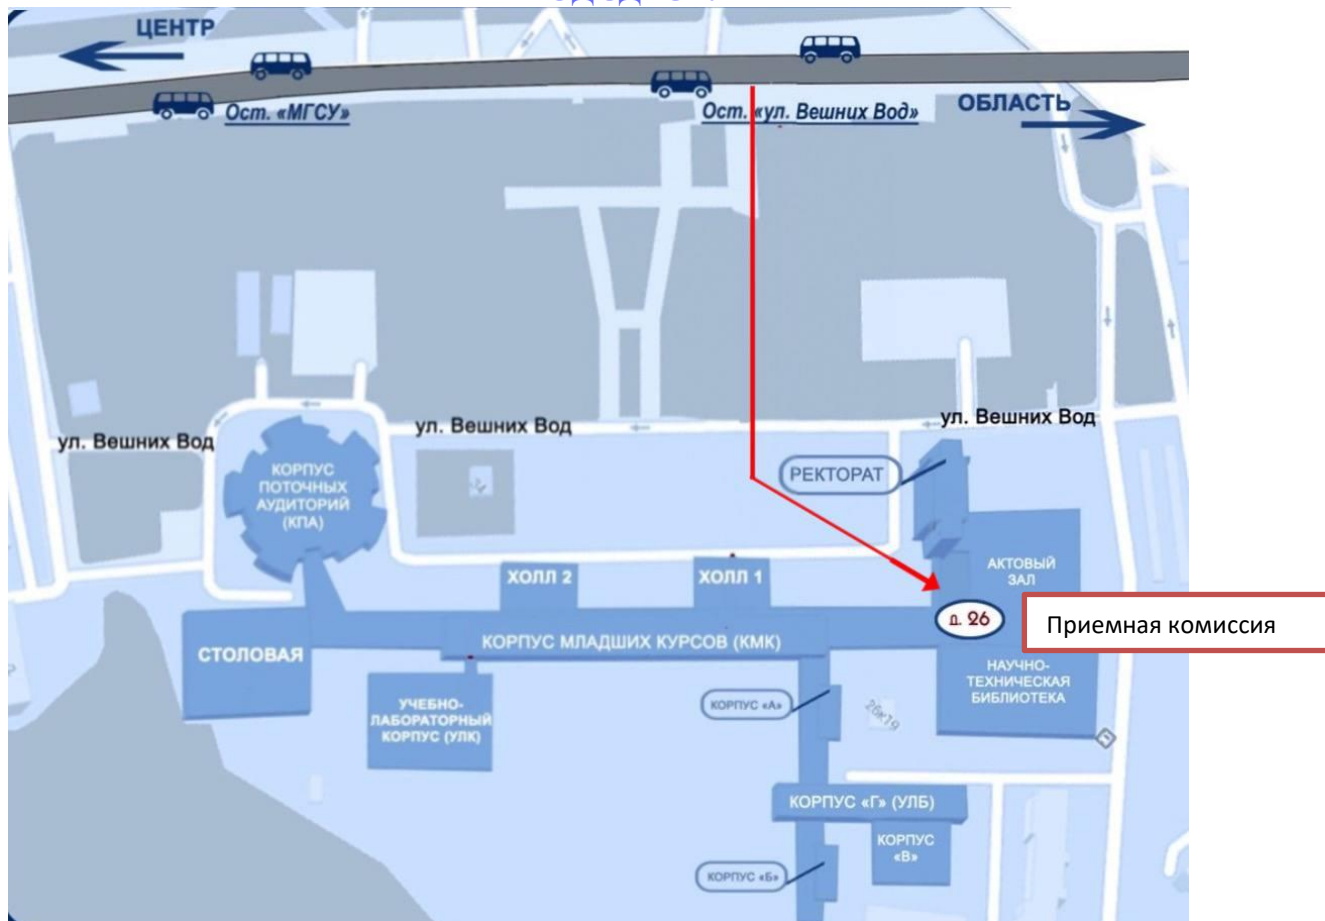 ЦЕНТР
Ост. «МГСУ»
Ост. «ул. Вешних Вод»
ОБЛАСТЬ
ул. Вешних Вод
ул. Вешних Вод
ул. Вешних Вод
КОРПУС
ПОТОЧНЫХ
АУДИТОРИЙ
(КПА)
РЕКТОРАТ
АКТОВЫЙ
ЗАЛ
ХОЛЛ 2
ХОЛЛ 1
д. 26
Приемная комиссия
СТОЛОВАЯ
КОРПУС МЛАДШИХ КУРСОВ (КМК)
НАУЧНО-
ТЕХНИЧЕСКАЯ
БИБЛИОТЕКА
УЧЕБНО-
ЛАБОРАТОРНЫЙ
КОРПУС (УЛК)
КОРПУС «А»
КОРПУС «Г» (УЛБ)
КОРПУС
«В»
КОРПУС «Б»